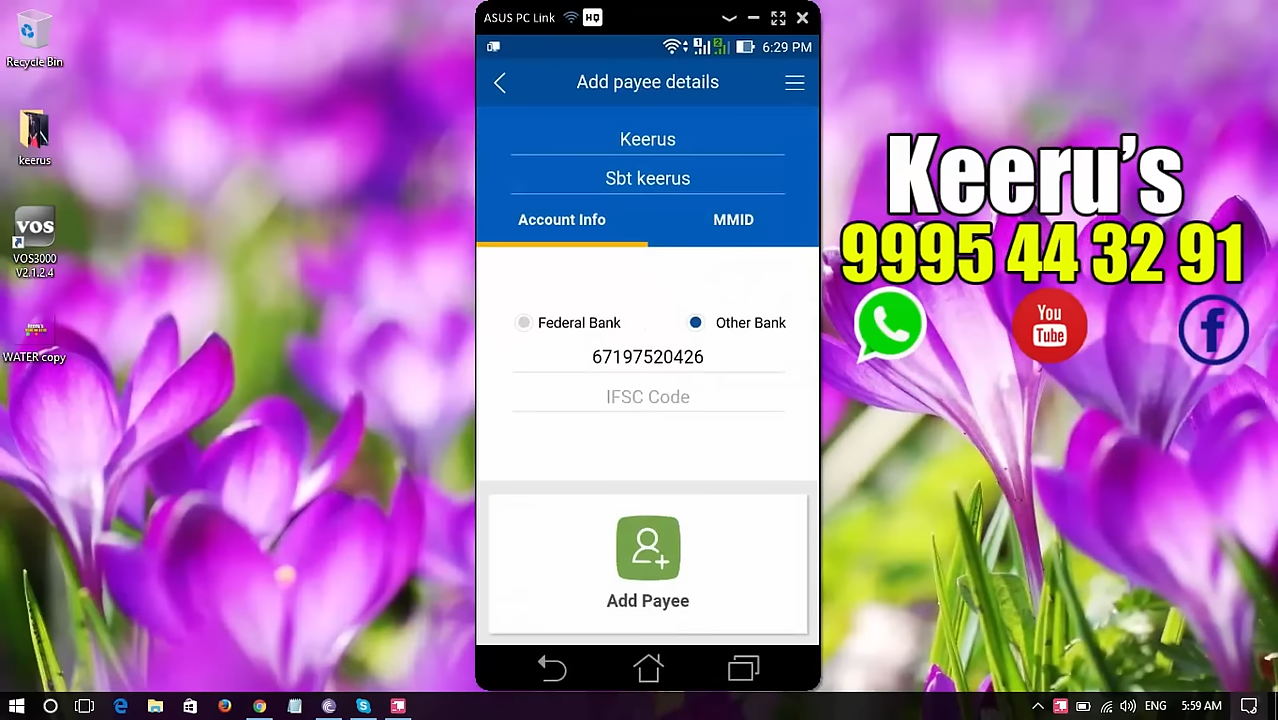 Recycle Bin
keerus
VOS
VOS3000
V2.1.2.4
WATER copy
ASUS PC Link HQ
1 2 6:29 PM
Add payee details
Keerus
Sbt keerus
Account Info MMID
Federal Bank Other Bank
67197520426
IFSC Code
Add Payee
Keeru's
9995 44 32 91
You
Tube
f
ENG 5:59 AM